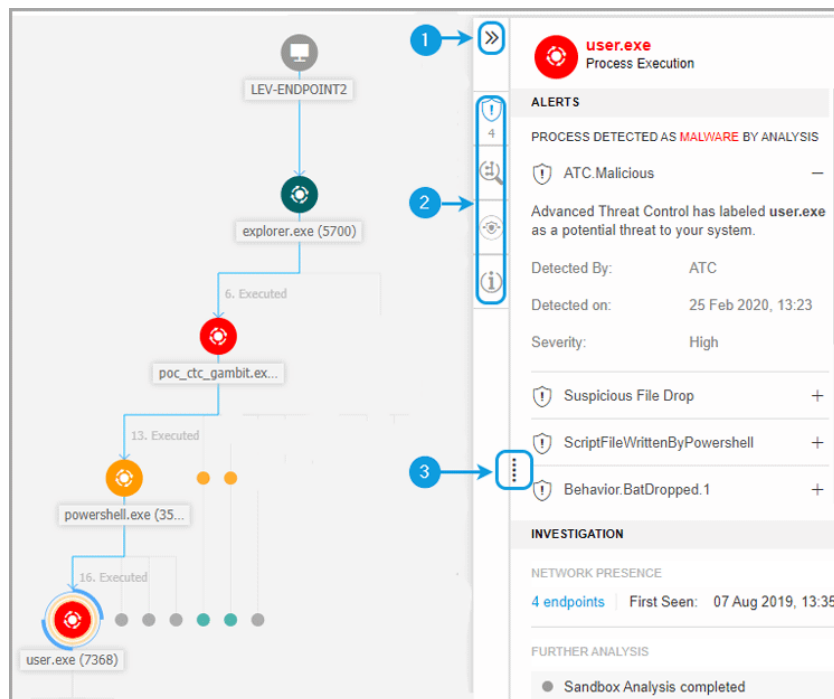 LEV-ENDPOINT2
explorer.exe (5700)
6. Executed
poc_ctc_gambit.ex...
13. Executed
powershell.exe (35...
16. Executed
user.exe (7368)
1
2
3
4
user.exe
Process Execution
ALERTS
PROCESS DETECTED AS MALWARE BY ANALYSIS
ATC.Malicious
Advanced Threat Control has labeled user.exe
as a potential threat to your system.
Detected By: ATC
Detected on: 25 Feb 2020, 13:23
Severity: High
Suspicious File Drop
ScriptFileWrittenByPowershell
Behavior.BatDropped.1
INVESTIGATION
NETWORK PRESENCE
4 endpoints First Seen: 07 Aug 2019, 13:35
FURTHER ANALYSIS
Sandbox Analysis completed